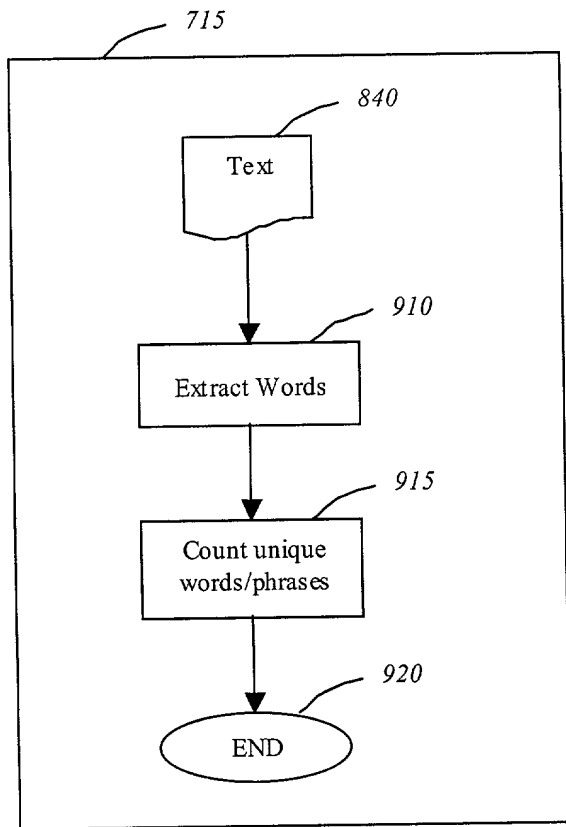 715
840
Text
910
Extract Words
915
Count unique
words/phrases
920
END